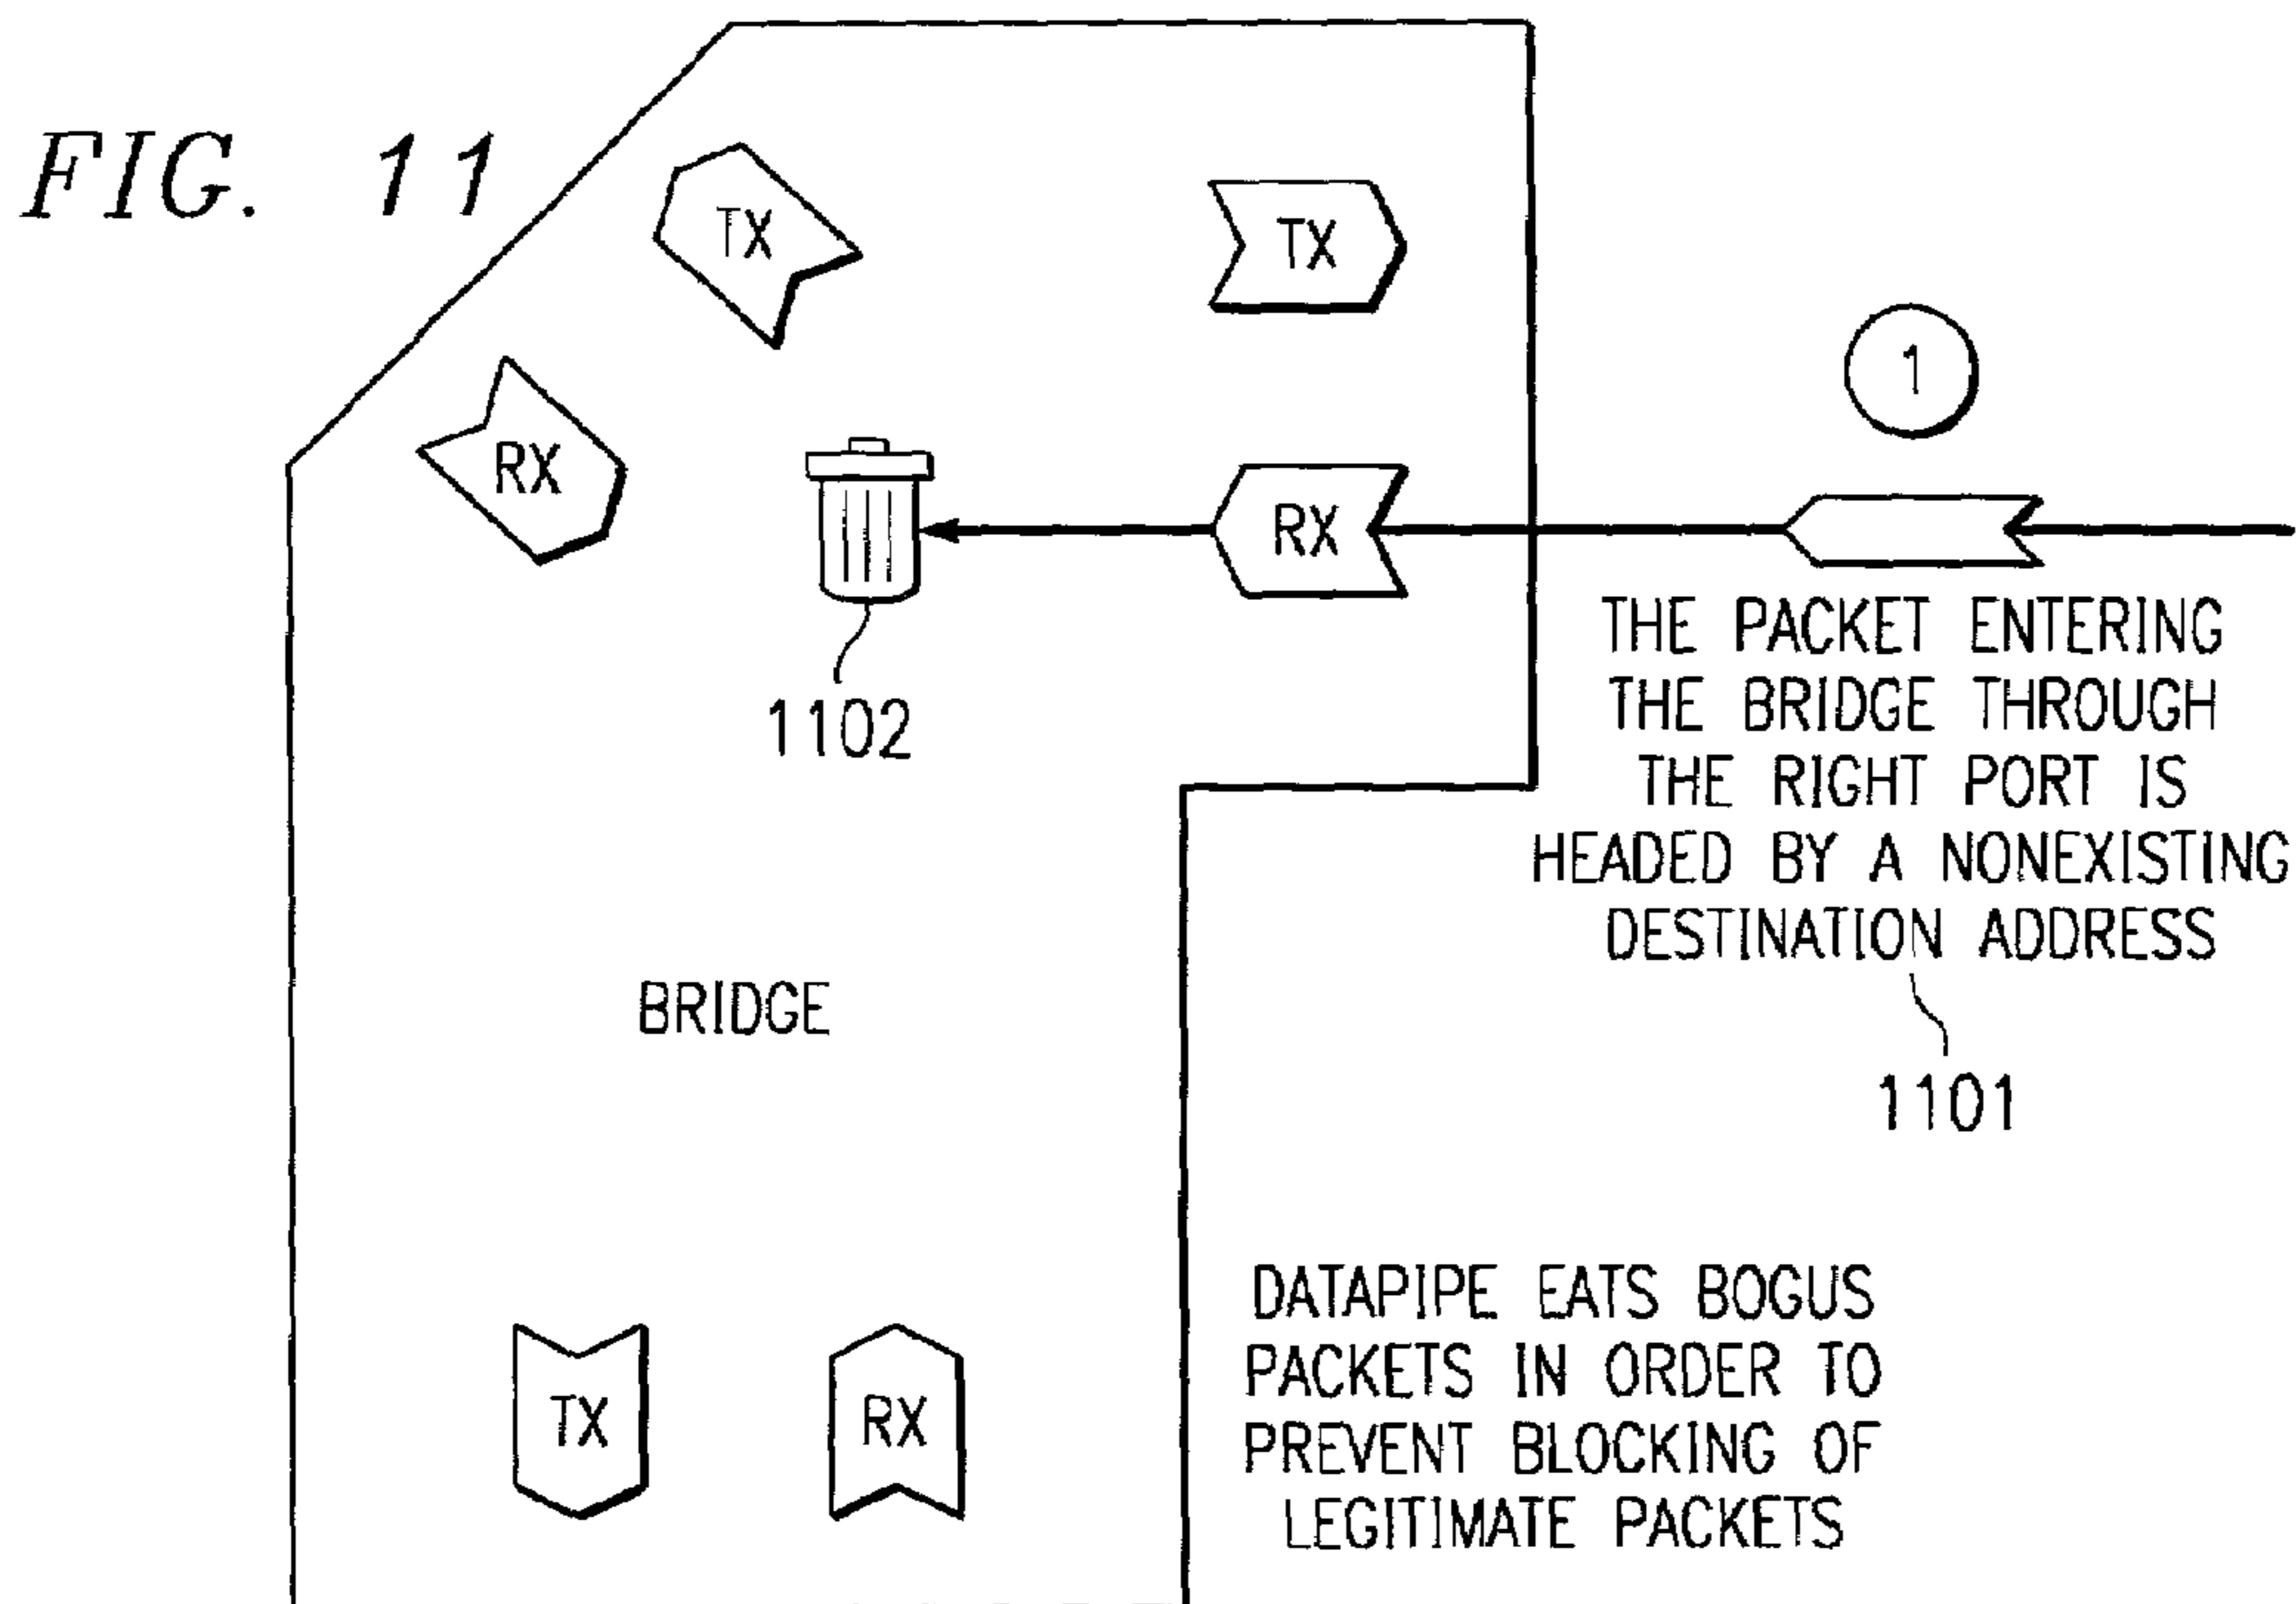 FIG. 11
TX
TX
1
RX
RX
THE PACKET ENTERING
THE BRIDGE THROUGH
THE RIGHT PORT IS
HEADED BY A NONEXISTING
DESTINATION ADDRESS
1102
BRIDGE
1101
DATAPIPE EATS BOGUS
PACKETS IN ORDER TO
PREVENT BLOCKING OF
LEGITIMATE PACKETS
TX
RX